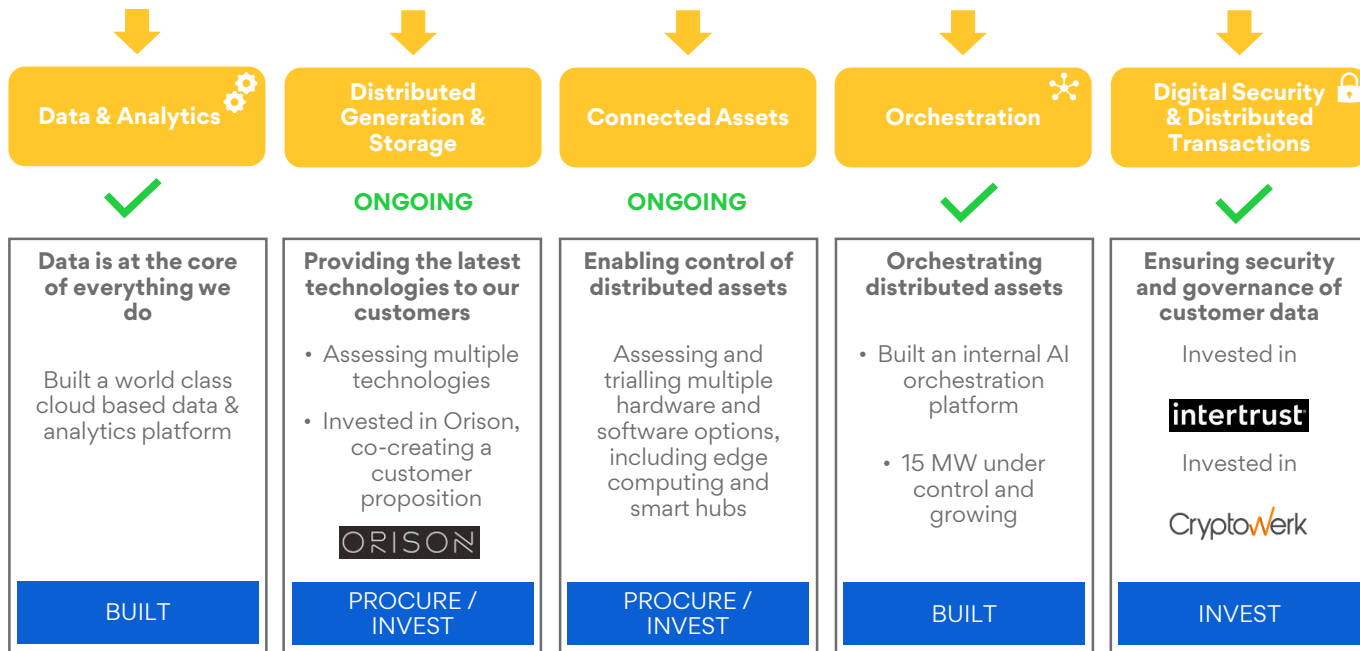 Data & Analytics
Distributed
Generation &
Storage
Connected Assets
Orchestration
Digital Security
& Distributed
Transactions
ONGOING
ONGOING
Data is at the core
of everything we
do
Built a world class
cloud based data &
analytics platform
BUILT
Providing the latest
technologies to our
customers
• Assessing multiple
technologies
• Invested in Orison,
co-creating a
customer
proposition
ORISON
PROCURE /
INVEST
Enabling control of
distributed assets
Assessing and
trialling multiple
hardware and
software options,
including edge
computing and
smart hubs
PROCURE /
INVEST
Orchestrating
distributed assets
• Built an internal AI
orchestration
platform
• 15 MW under
control and
growing
BUILT
Ensuring security
and governance of
customer data
Invested in
intertrust
Invested in
CryptoWerk
INVEST